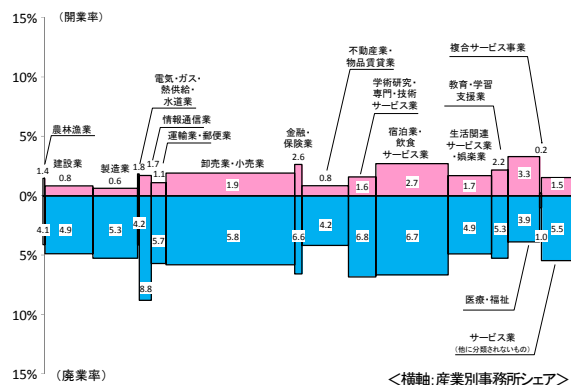 15%
(開業率)
10%
5%
0%
5%
10%
15%
(廃業率)
農林漁業
建設業
製造業
電気・ガス・
熱供給・
水道業
情報通信業
運輸業・郵便業
卸売業・小売業
金融・
保険業
不動産業・
物品賃貸業
学術研究・
専門・技術
サービス業
宿泊業・飲食
サービス業
生活関連
サービス業
・娯楽業
教育・学習
支援業
複合サービス事業
医療・福祉
サービス業
(他に分類されないもの)
1.4
0.8
0.6
1.8
1.7
1.1
1.9
2.6
0.8
1.6
2.7
1.7
2.2
3.3
0.2
1.5
4.1
4.9
5.3
4.2
8.8
5.7
5.8
6.6
4.2
6.8
6.7
4.9
5.3
3.9
1.0
5.5
<横軸:産業別事務所シェア>